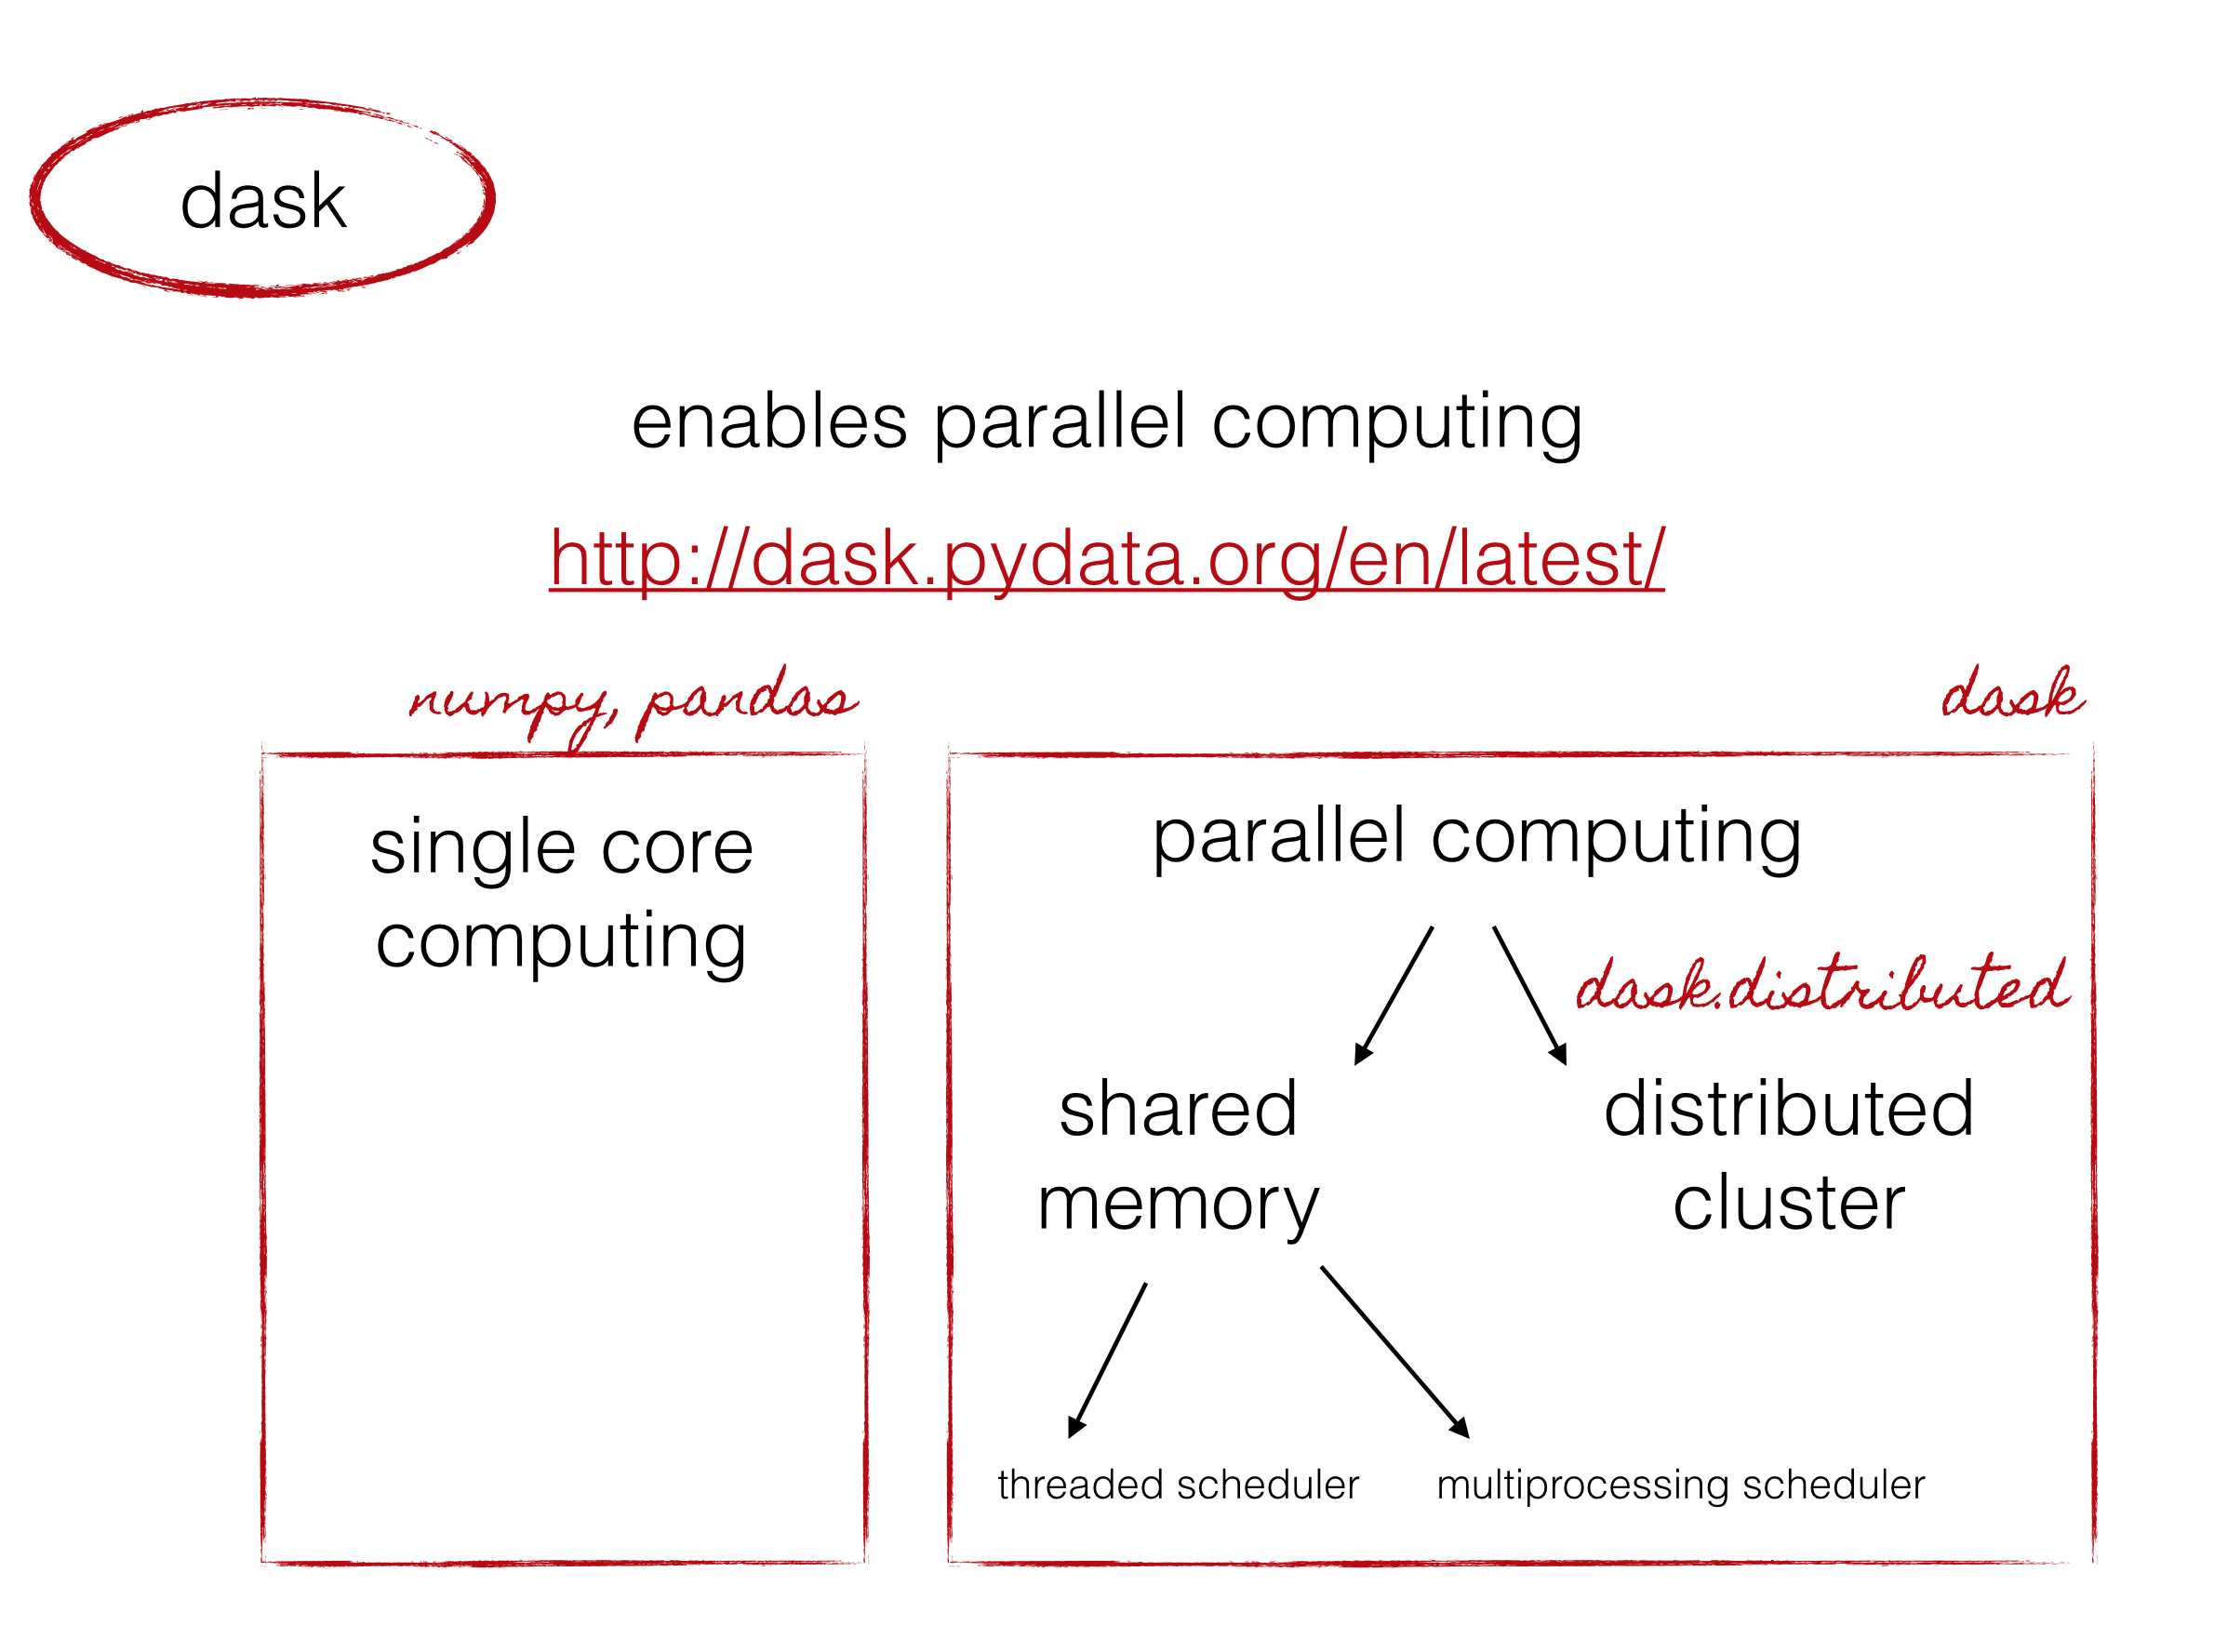 dask
enables parallel computing
http://dask.pydata.org/en/latest/
numpy, pandas
single core
computing
dask
parallel computing
dask.distributed
shared
memory
distributed
cluster
threaded scheduler
multiprocessing scheduler